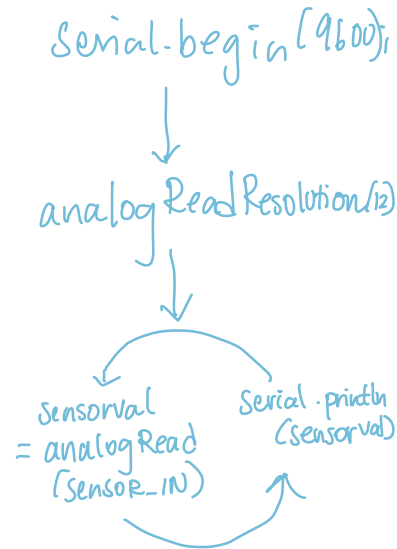 Serial.begin(9600);
analogReadResolution(12)
sensorval
= analogRead
(SENSOR_IN)
Serial.println
(sensorval)